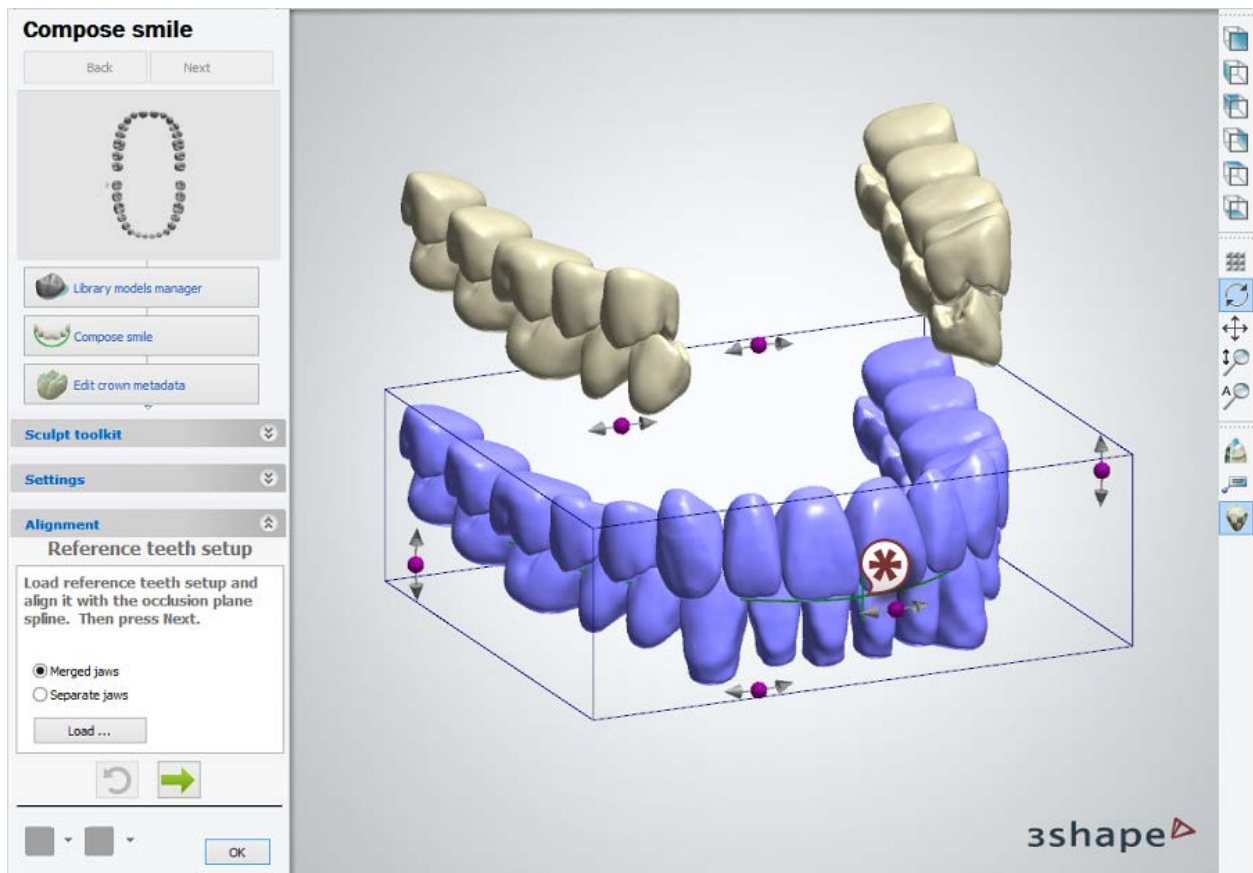 Compose smile
Back
Next
Library models manager
Compose smile
Edit crown metadata
Sculpt toolkit
Settings
Alignment
Reference teeth setup
Load reference teeth setup and
align it with the occlusion plane
spline. Then press Next.
Merged jaws
Separate jaws
Load ...
OK
A
3shape